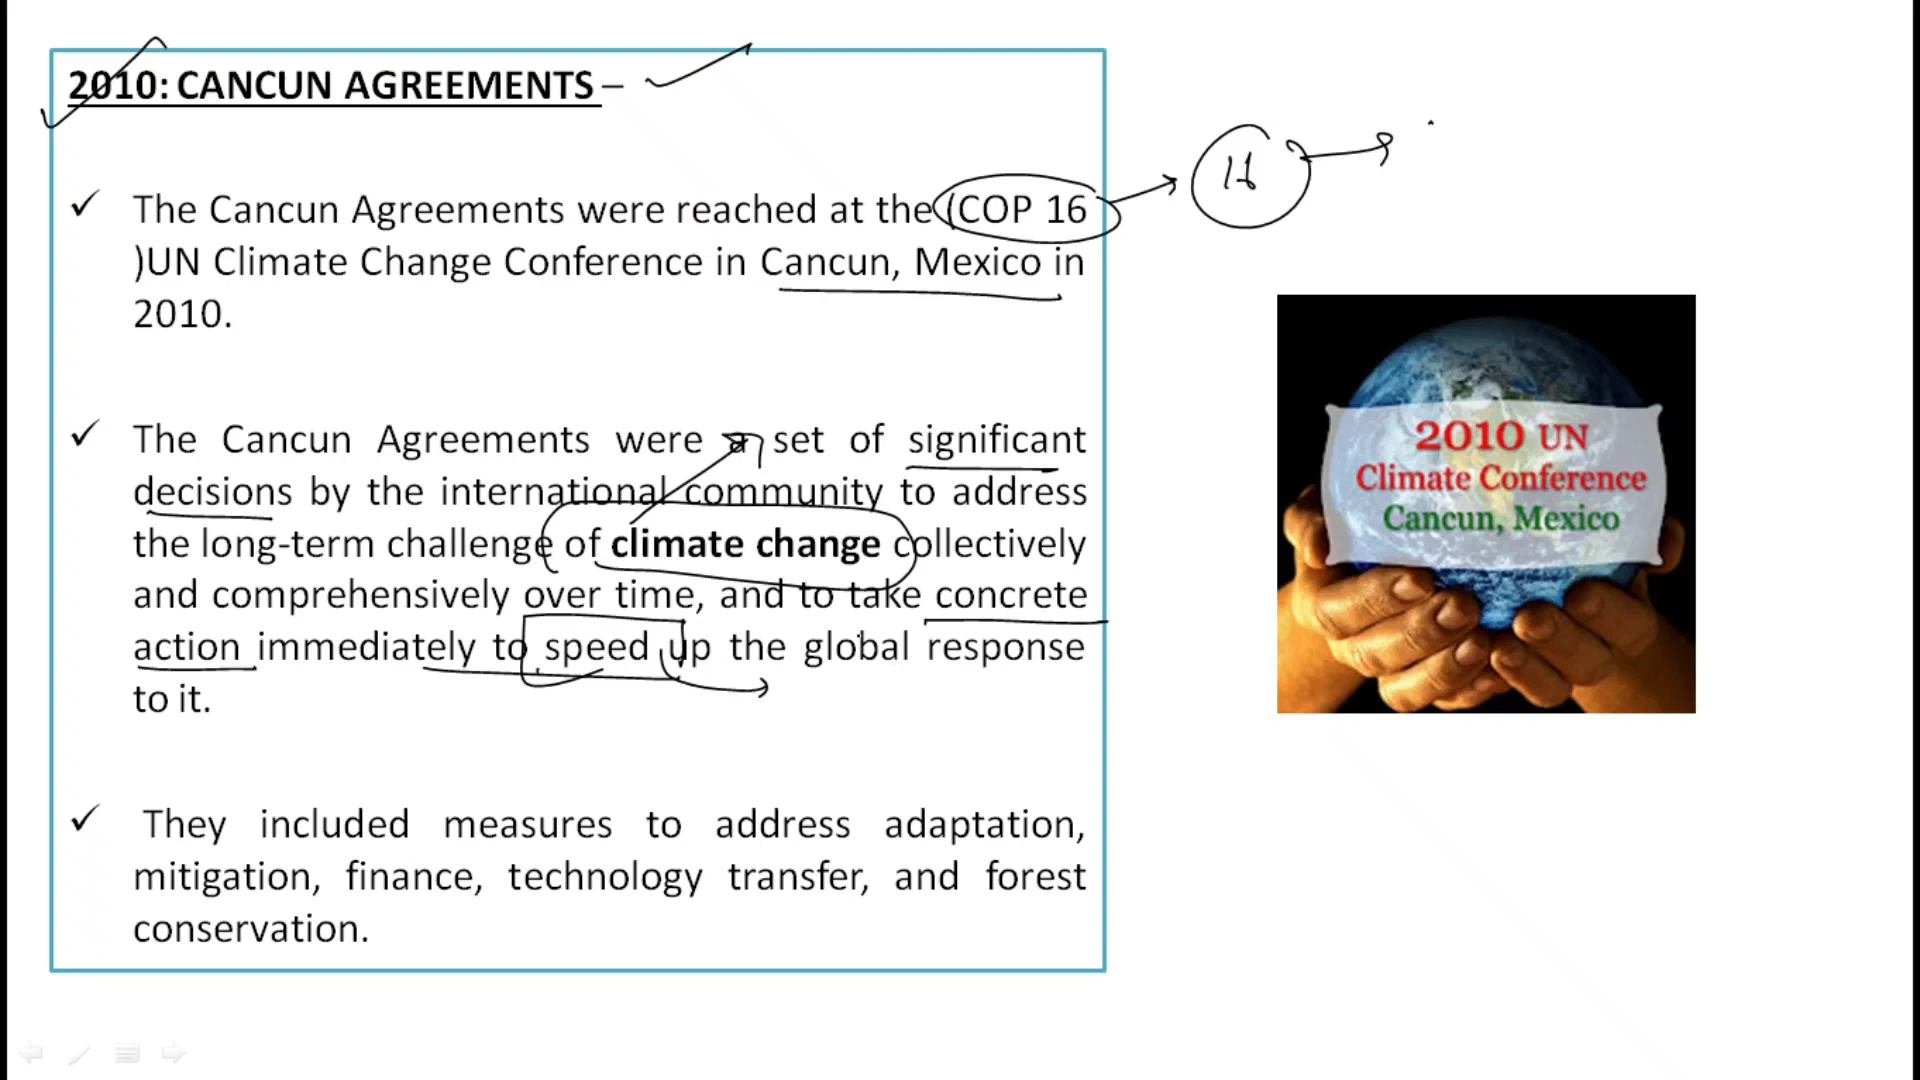 2010: CANCUN AGREEMENTS –
✓ The Cancun Agreements were reached at the (COP 16
)UN Climate Change Conference in Cancun, Mexico in
2010.
✓ The Cancun Agreements were a set of significant
decisions by the international community to address
the long-term challenge of climate change collectively
and comprehensively over time, and to take concrete
action immediately to speed up the global response
to it.
✓ They included measures to address adaptation,
mitigation, finance, technology transfer, and forest
conservation.
16
2010 UN
Climate Conference
Cancun, Mexico